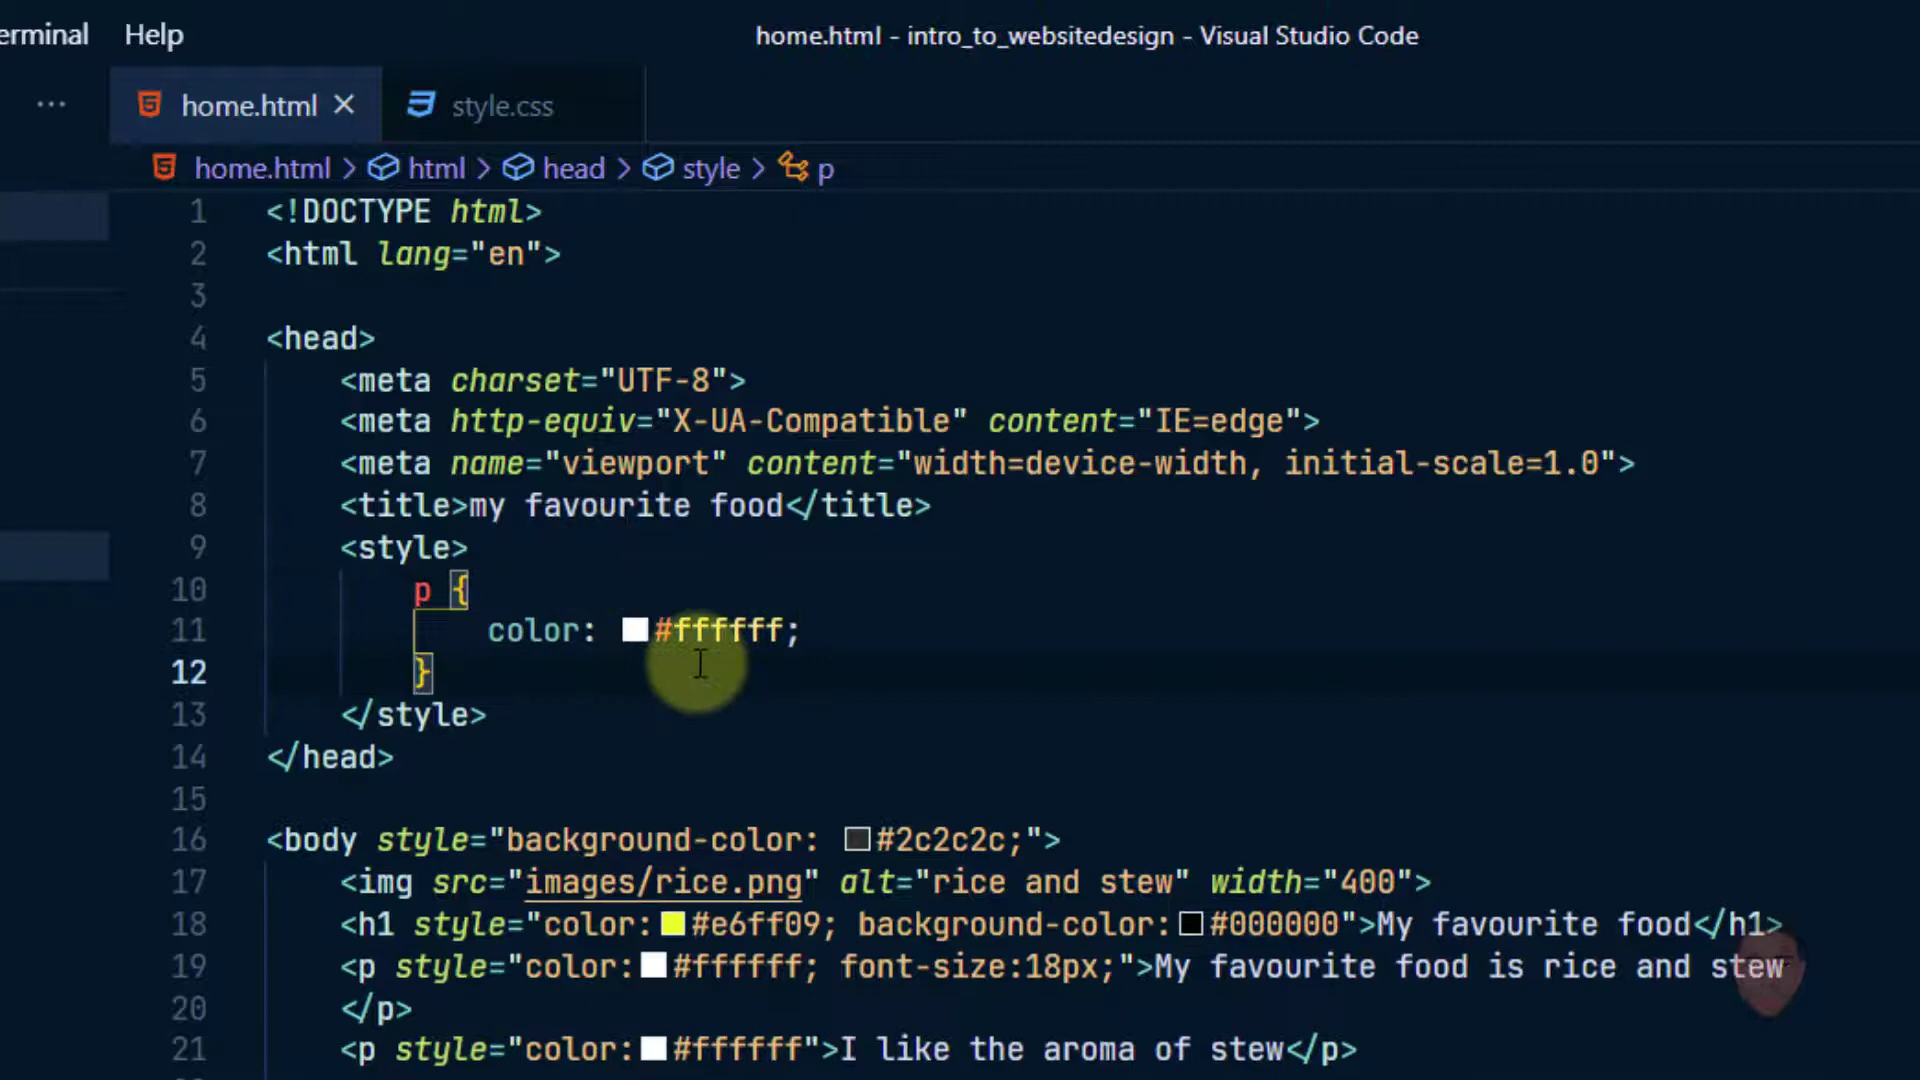 erminal Help home.html - intro_to_websitedesign - Visual Studio Code
··· home.html × style.css
home.html > html > head > style > p
1 <!DOCTYPE html>
2 <html lang="en">
3
4 <head>
5 <meta charset="UTF-8">
6 <meta http-equiv="X-UA-Compatible" content="IE=edge">
7 <meta name="viewport" content="width=device-width, initial-scale=1.0">
8 <title>my favourite food</title>
9 <style>
10 p {
11 color: #ffffff;
12 }
13 </style>
14 </head>
15
16 <body style="background-color: #2c2c2c;">
17 <img src="images/rice.png" alt="rice and stew" width="400">
18 <h1 style="color:#e6ff09; background-color:#000000">My favourite food</h1>
19 <p style="color:#ffffff; font-size:18px;">My favourite food is rice and stew
20 </p>
21 <p style="color:#ffffff">I like the aroma of stew</p>